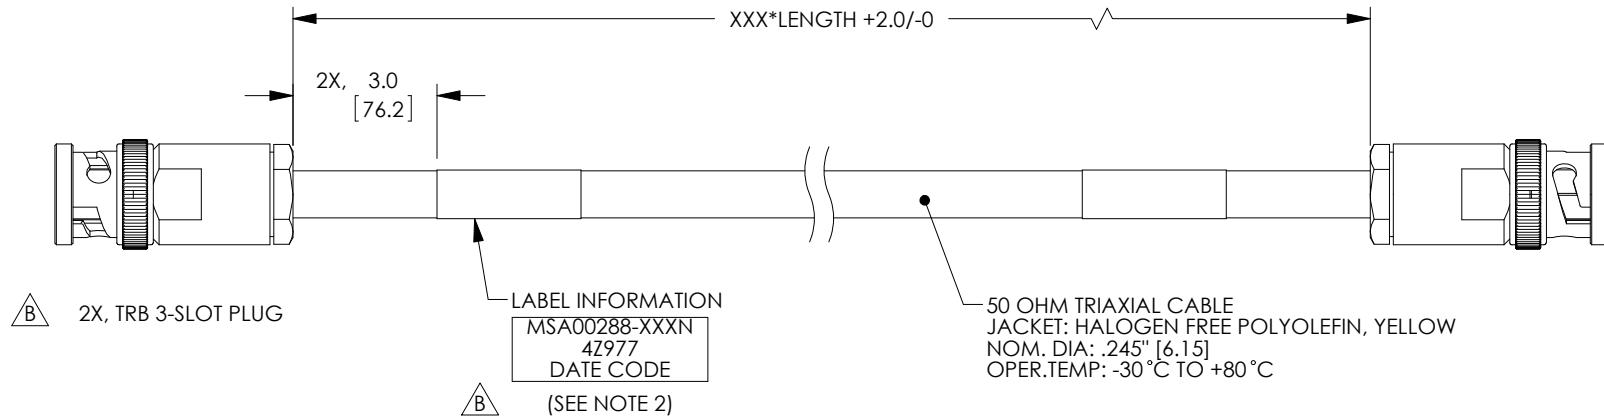 XXX*LENGTH +2.0/-0
2X, 3.0
[76.2]
B 2X, TRB 3-SLOT PLUG
LABEL INFORMATION
MSA00288-XXXN
4Z977
DATE CODE
B (SEE NOTE 2)
50 OHM TRIAXIAL CABLE
JACKET: HALOGEN FREE POLYOLEFIN, YELLOW
NOM. DIA: .245" [6.15]
OPER.TEMP: -30°C TO +80°C